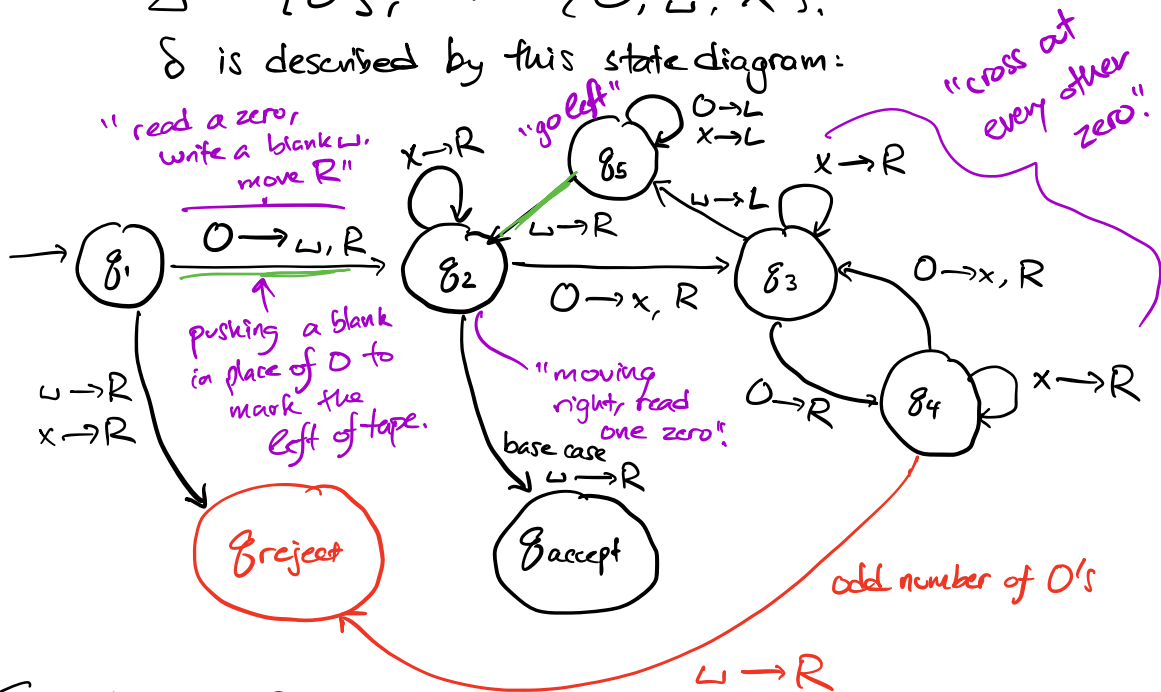 δ is described by this state diagram:
"read a zero,
write a blank ␣,
move R"
0 → ␣, R
q1
pushing a blank
in place of 0 to
mark the
left of tape.
␣ → R
x → R
x → R
q2
"go left"
q5
0 → L
x → L
␣ → R
␣ → L
0 → x, R
x → R
q3
"cross out
every other
zero".
0 → x, R
0 → R
q4
x → R
"moving
right, read
one zero".
base case
␣ → R
q reject
q accept
odd number of 0's
␣ → R